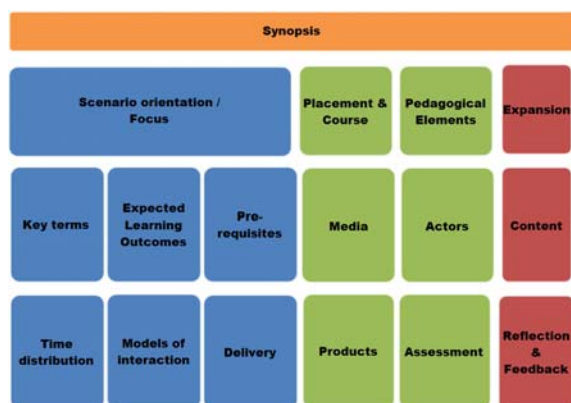 Synopsis
Scenario orientation /
Focus
Placement &
Course
Pedagogical
Elements
Expansion
Key terms
Expected
Learning
Outcomes
Pre-
requisites
Media
Actors
Content
Time
distribution
Models of
interaction
Delivery
Products
Assessment
Reflection
&
Feedback